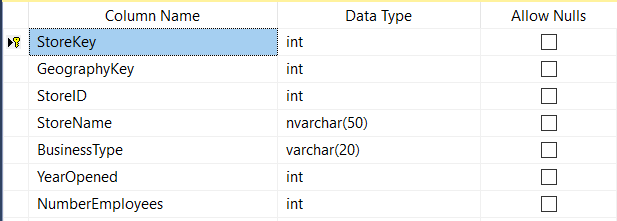 Column Name Data Type Allow Nulls
StoreKey int
GeographyKey int
StoreID int
StoreName nvarchar(50)
BusinessType varchar(20)
YearOpened int
NumberEmployees int